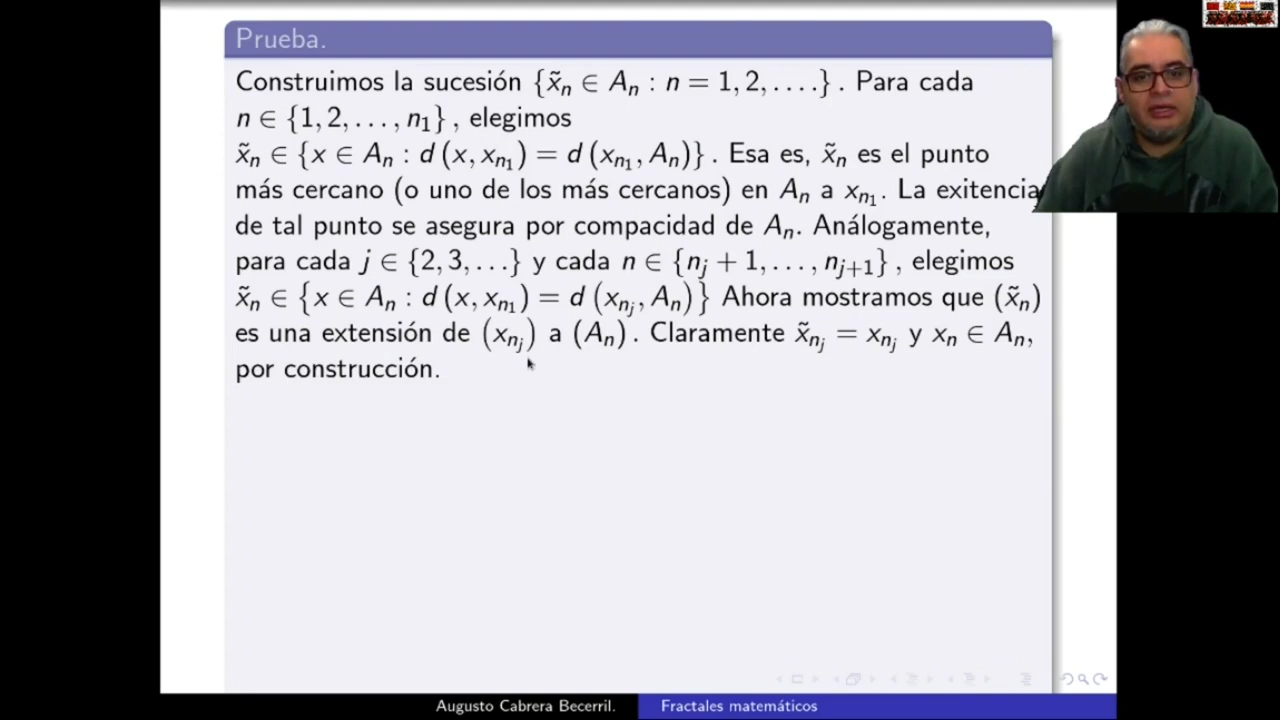 Prueba.
Construimos la sucesión {x̃ₙ ∈ Aₙ : n = 1, 2, . . . .} . Para cada
n ∈ {1, 2, . . . , n₁} , elegimos
x̃ₙ ∈ {x ∈ Aₙ : d (x, xₙ₁) = d (xₙ₁, Aₙ)} . Esa es, x̃ₙ es el punto
más cercano (o uno de los más cercanos) en Aₙ a xₙ₁. La exitencia
de tal punto se asegura por compacidad de Aₙ. Análogamente,
para cada j ∈ {2, 3, . . .} y cada n ∈ {nⱼ + 1, . . . , nⱼ₊₁} , elegimos
x̃ₙ ∈ {x ∈ Aₙ : d (x, xₙ₁) = d (xₙⱼ, Aₙ)} Ahora mostramos que (x̃ₙ)
es una extensión de (xₙⱼ) a (Aₙ) . Claramente x̃ₙⱼ = xₙⱼ y xₙ ∈ Aₙ,
por construcción.
Augusto Cabrera Becerril. Fractales matemáticos